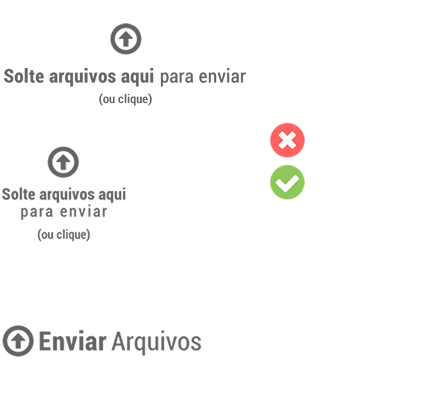 Solte arquivos aqui para enviar
(ou clique)
Solte arquivos aqui
para enviar
(ou clique)
Enviar Arquivos